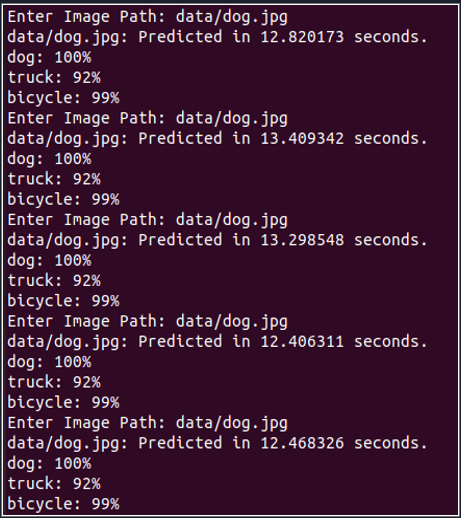 Enter Image Path: data/dog.jpg
data/dog.jpg: Predicted in 12.820173 seconds.
dog: 100%
truck: 92%
bicycle: 99%
Enter Image Path: data/dog.jpg
data/dog.jpg: Predicted in 13.409342 seconds.
dog: 100%
truck: 92%
bicycle: 99%
Enter Image Path: data/dog.jpg
data/dog.jpg: Predicted in 13.298548 seconds.
dog: 100%
truck: 92%
bicycle: 99%
Enter Image Path: data/dog.jpg
data/dog.jpg: Predicted in 12.406311 seconds.
dog: 100%
truck: 92%
bicycle: 99%
Enter Image Path: data/dog.jpg
data/dog.jpg: Predicted in 12.468326 seconds.
dog: 100%
truck: 92%
bicycle: 99%